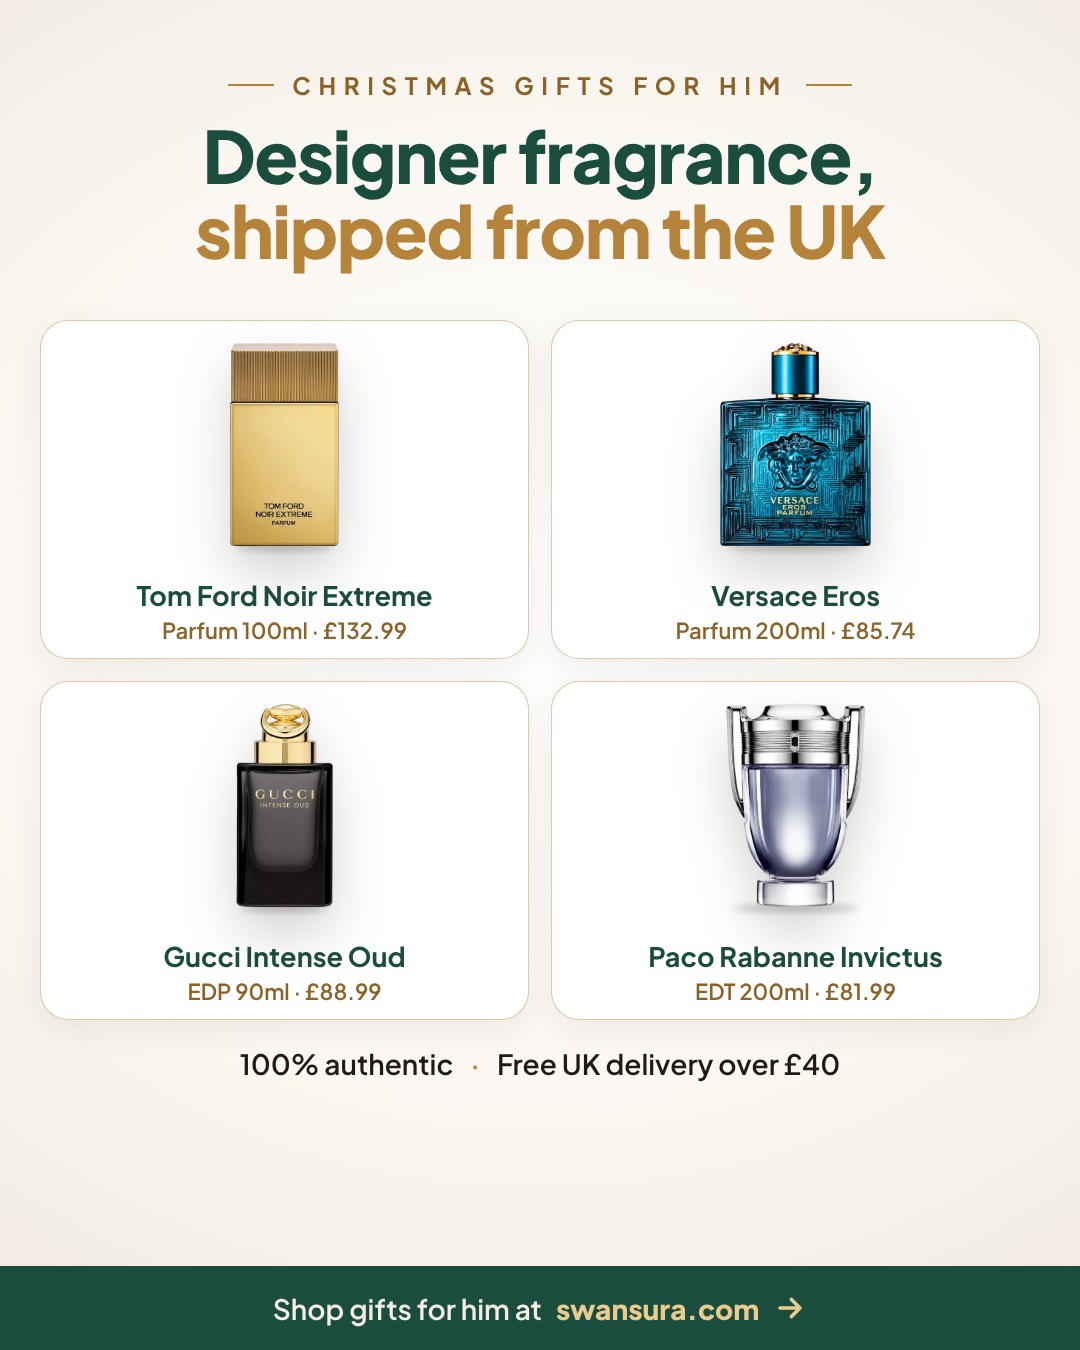 CHRISTMAS GIFTS FOR HIM
Designer fragrance,
shipped from the UK
TOM FORD
NOIR EXTREME
PARFUM
Tom Ford Noir Extreme
Parfum 100ml · £132.99
VERSACE
EROS
PARFUM
Versace Eros
Parfum 200ml · £85.74
GUCCI
INTENSE OUD
Gucci Intense Oud
EDP 90ml · £88.99
Paco Rabanne Invictus
EDT 200ml · £81.99
100% authentic · Free UK delivery over £40
Shop gifts for him at swansura.com →